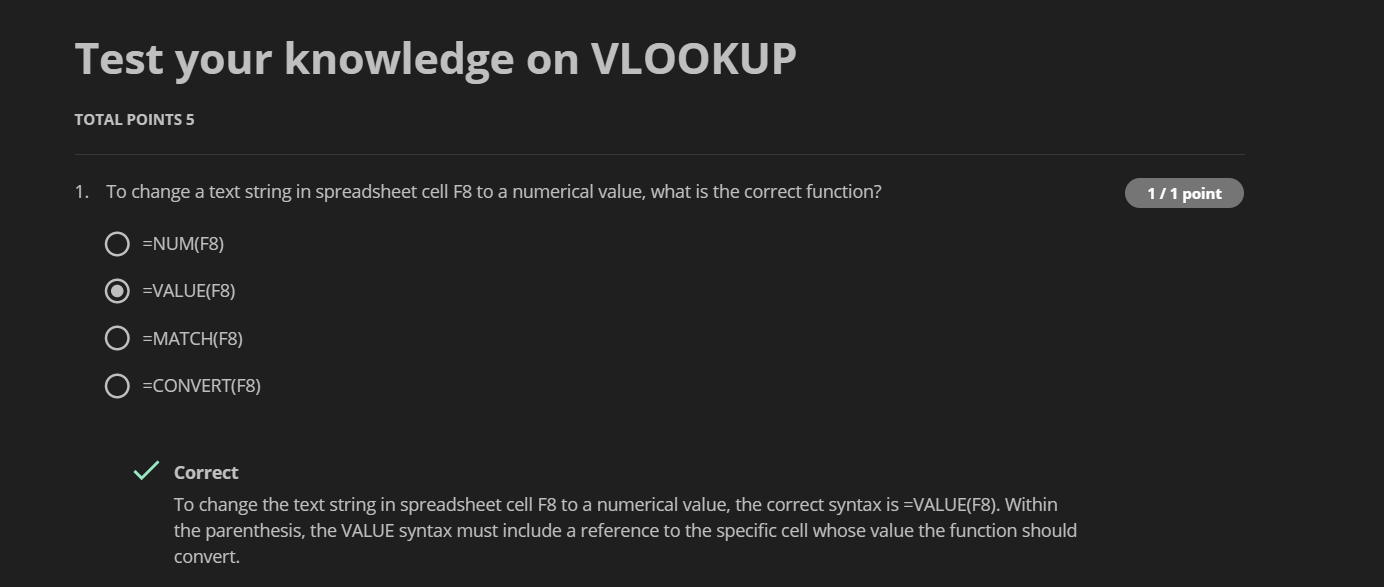 Test your knowledge on VLOOKUP
TOTAL POINTS 5
1. To change a text string in spreadsheet cell F8 to a numerical value, what is the correct function?
1 / 1 point
=NUM(F8)
=VALUE(F8)
=MATCH(F8)
=CONVERT(F8)
Correct
To change the text string in spreadsheet cell F8 to a numerical value, the correct syntax is =VALUE(F8). Within
the parenthesis, the VALUE syntax must include a reference to the specific cell whose value the function should
convert.